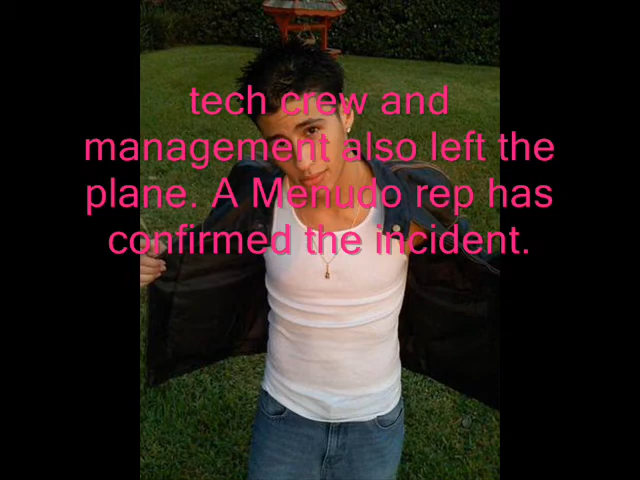 tech crew and
management also left the
plane. A Menudo rep has
confirmed the incident.